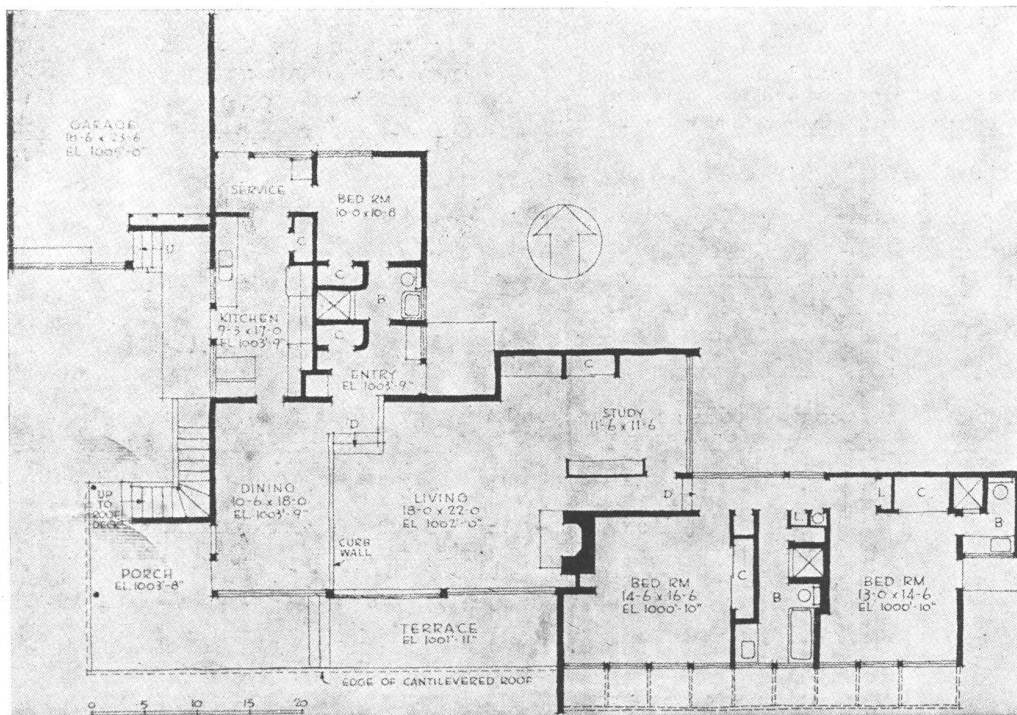 GARAGE
18-6 x 23-6
SERVICE
BED RM
10-0 x 10-8
C
C
B
C
KITCHEN
9-3 x 17-0
EL 1003'-9"
ENTRY
EL. 1003'-9"
C
STUDY
11-6 x 11-6
D
UP
TO
ROOF
DECK
DINING
10-6 x 18-0
EL 1003'-9"
LIVING
18-0 x 22-0
EL 1002'-0"
D
L
C
B
CURB
WALL
PORCH
EL. 1003'-8"
BED RM
14-6 x 16-6
EL 1000'-10"
C
L
B
BED RM
13-0 x 14-6
EL 1000'-10"
TERRACE
EL 1001'-11"
EDGE OF CANTILEVERED ROOF
0 5 10 15 20